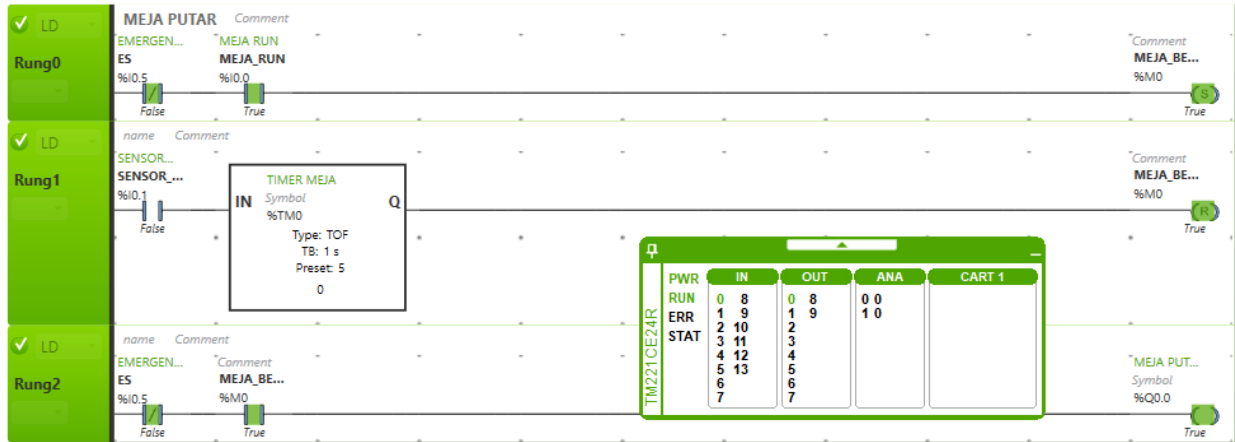 LD
MEJA PUTAR Comment
EMERGEN... MEJA RUN Comment
Rung0 ES MEJA_RUN MEJA_BE...
%I0.5 %I0.0 %M0
/ S
False True True
LD
name Comment
SENSOR... Comment
Rung1 SENSOR_... MEJA_BE...
%I0.1 %M0
R
False True
TIMER MEJA
IN Symbol Q
%TM0
Type: TOF
TB: 1 s
Preset: 5
0
TM221CE24R
PWR
RUN
ERR
STAT
IN OUT ANA CART 1
0 8 0 8 0 0
1 9 1 9 1 0
2 10 2
3 11 3
4 12 4
5 13 5
6 6
7 7
LD
name Comment
EMERGEN... Comment MEJA PUT...
Rung2 ES MEJA_BE... Symbol
%I0.5 %M0 %Q0.0
/
False True True